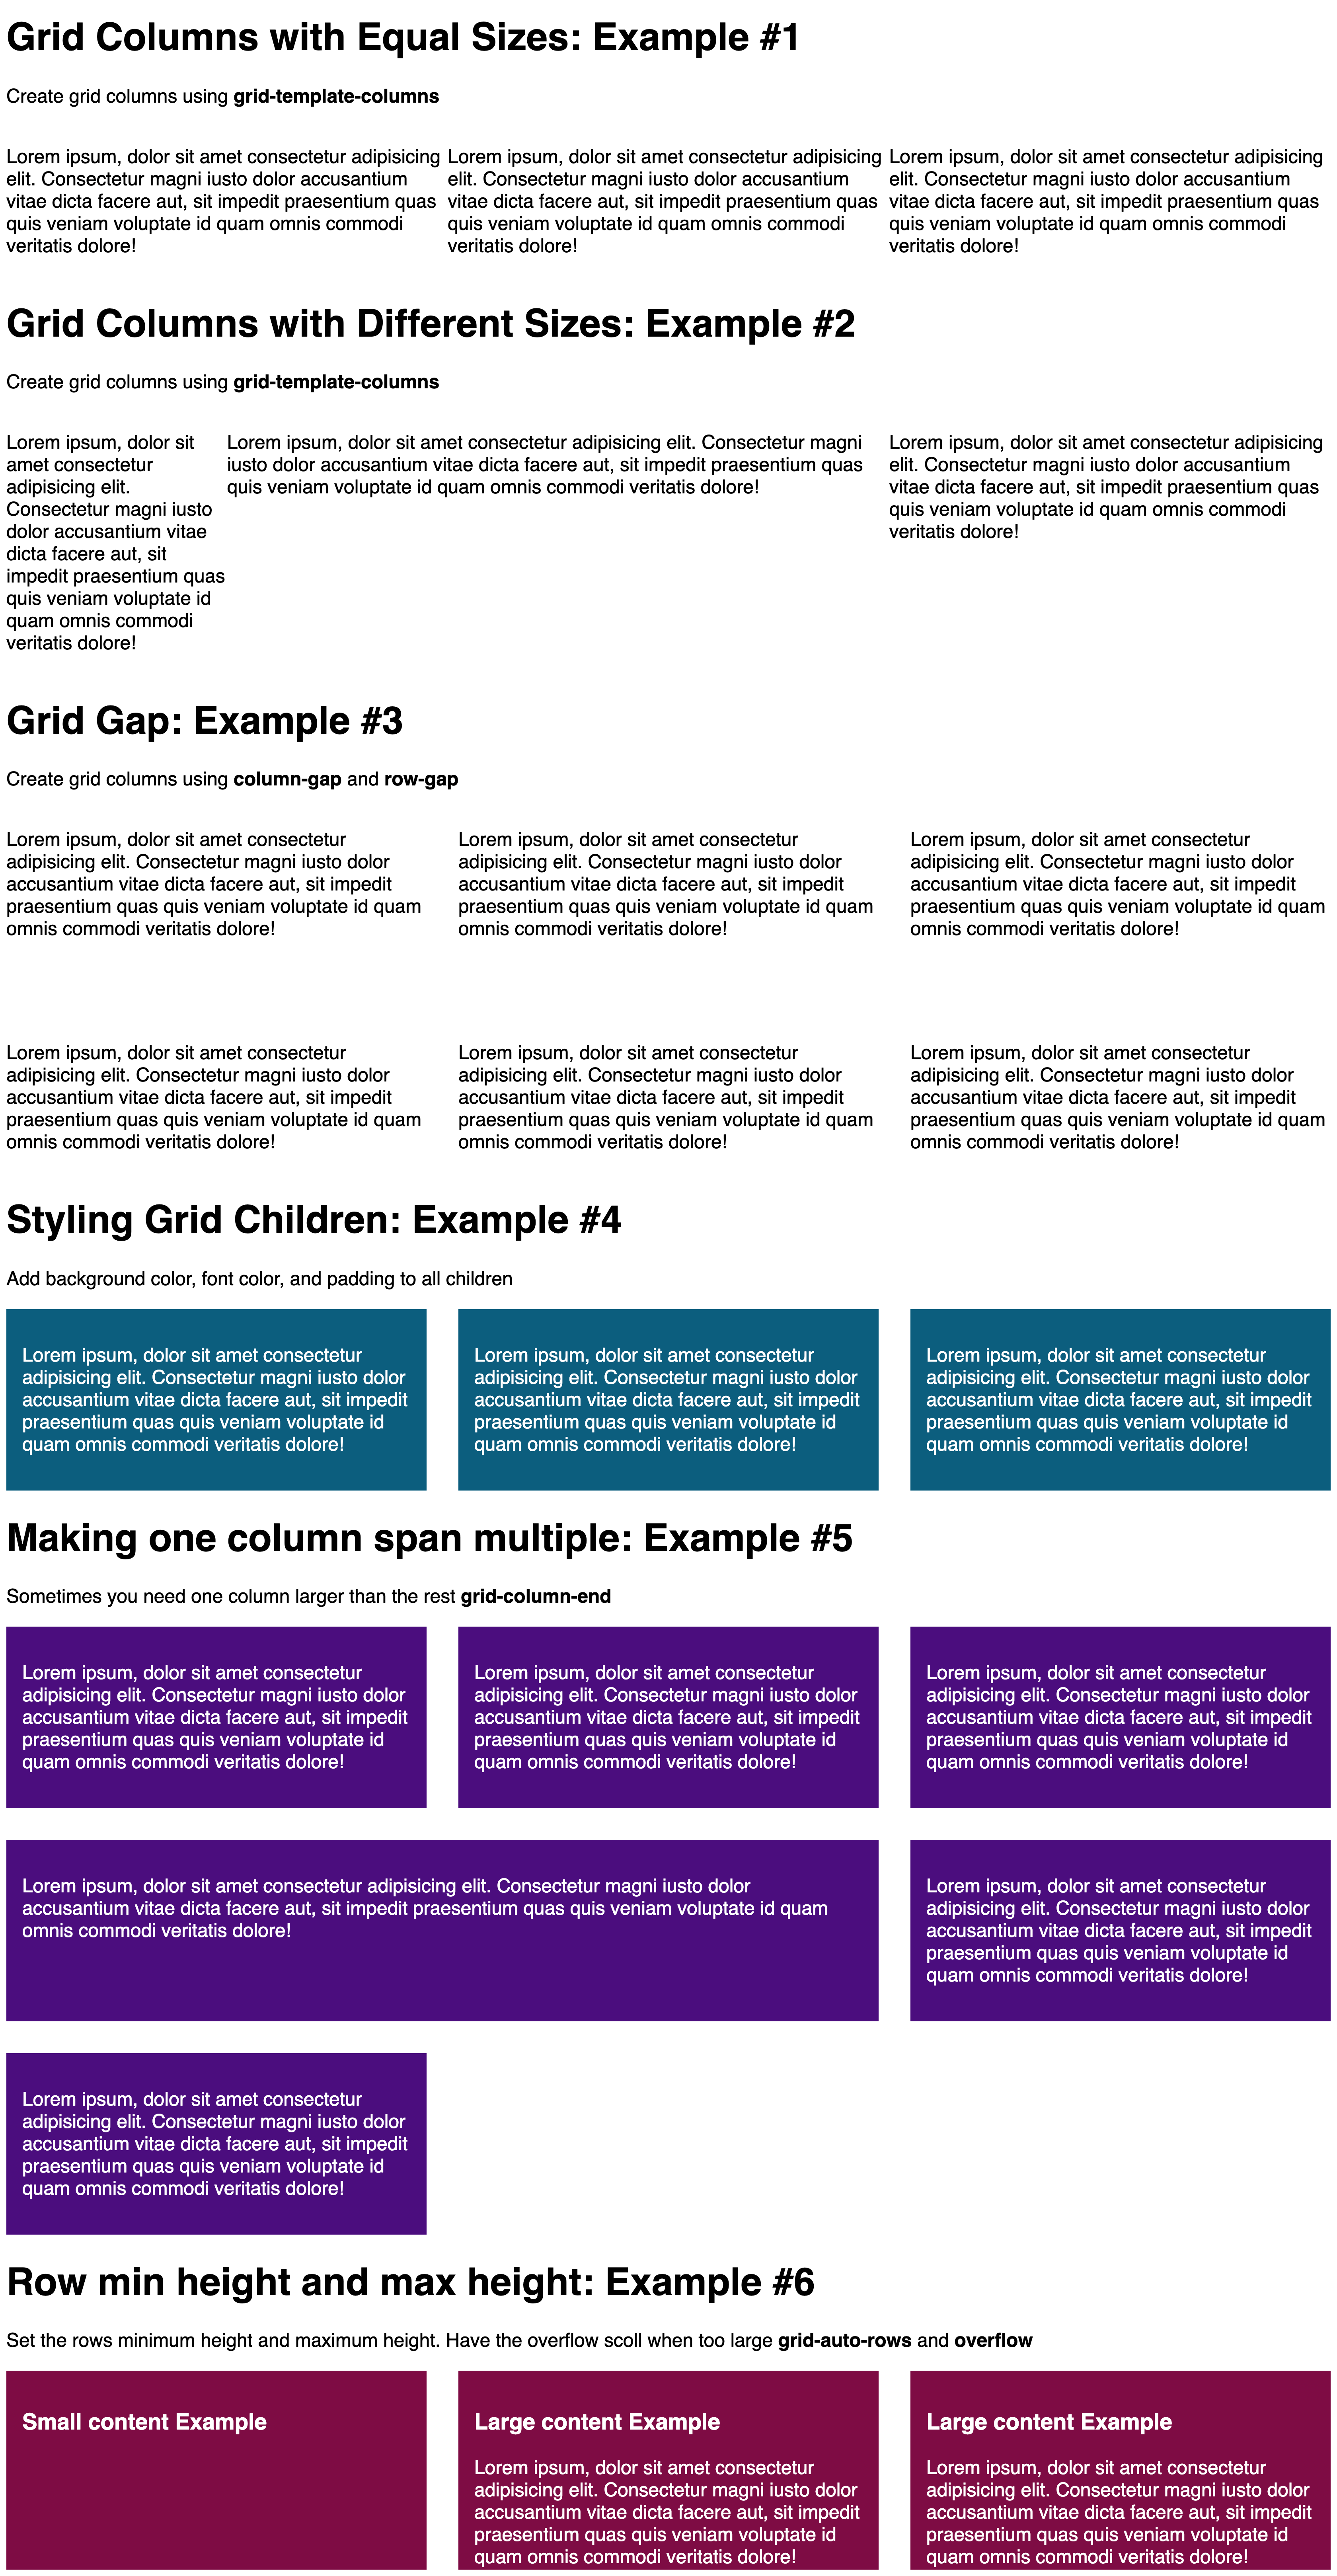 Grid Columns with Equal Sizes: Example #1
Create grid columns using grid-template-columns
Lorem ipsum, dolor sit amet consectetur adipisicing
elit. Consectetur magni iusto dolor accusantium
vitae dicta facere aut, sit impedit praesentium quas
quis veniam voluptate id quam omnis commodi
veritatis dolore!
Lorem ipsum, dolor sit amet consectetur adipisicing
elit. Consectetur magni iusto dolor accusantium
vitae dicta facere aut, sit impedit praesentium quas
quis veniam voluptate id quam omnis commodi
veritatis dolore!
Lorem ipsum, dolor sit amet consectetur adipisicing
elit. Consectetur magni iusto dolor accusantium
vitae dicta facere aut, sit impedit praesentium quas
quis veniam voluptate id quam omnis commodi
veritatis dolore!
Grid Columns with Different Sizes: Example #2
Create grid columns using grid-template-columns
Lorem ipsum, dolor sit
amet consectetur
adipisicing elit.
Consectetur magni iusto
dolor accusantium vitae
dicta facere aut, sit
impedit praesentium quas
quis veniam voluptate id
quam omnis commodi
veritatis dolore!
Lorem ipsum, dolor sit amet consectetur adipisicing elit. Consectetur magni
iusto dolor accusantium vitae dicta facere aut, sit impedit praesentium quas
quis veniam voluptate id quam omnis commodi veritatis dolore!
Lorem ipsum, dolor sit amet consectetur adipisicing
elit. Consectetur magni iusto dolor accusantium
vitae dicta facere aut, sit impedit praesentium quas
quis veniam voluptate id quam omnis commodi
veritatis dolore!
Grid Gap: Example #3
Create grid columns using column-gap and row-gap
Lorem ipsum, dolor sit amet consectetur
adipisicing elit. Consectetur magni iusto dolor
accusantium vitae dicta facere aut, sit impedit
praesentium quas quis veniam voluptate id quam
omnis commodi veritatis dolore!
Lorem ipsum, dolor sit amet consectetur
adipisicing elit. Consectetur magni iusto dolor
accusantium vitae dicta facere aut, sit impedit
praesentium quas quis veniam voluptate id quam
omnis commodi veritatis dolore!
Lorem ipsum, dolor sit amet consectetur
adipisicing elit. Consectetur magni iusto dolor
accusantium vitae dicta facere aut, sit impedit
praesentium quas quis veniam voluptate id quam
omnis commodi veritatis dolore!
Lorem ipsum, dolor sit amet consectetur
adipisicing elit. Consectetur magni iusto dolor
accusantium vitae dicta facere aut, sit impedit
praesentium quas quis veniam voluptate id quam
omnis commodi veritatis dolore!
Lorem ipsum, dolor sit amet consectetur
adipisicing elit. Consectetur magni iusto dolor
accusantium vitae dicta facere aut, sit impedit
praesentium quas quis veniam voluptate id quam
omnis commodi veritatis dolore!
Lorem ipsum, dolor sit amet consectetur
adipisicing elit. Consectetur magni iusto dolor
accusantium vitae dicta facere aut, sit impedit
praesentium quas quis veniam voluptate id quam
omnis commodi veritatis dolore!
Styling Grid Children: Example #4
Add background color, font color, and padding to all children
Lorem ipsum, dolor sit amet consectetur
adipisicing elit. Consectetur magni iusto dolor
accusantium vitae dicta facere aut, sit impedit
praesentium quas quis veniam voluptate id
quam omnis commodi veritatis dolore!
Lorem ipsum, dolor sit amet consectetur
adipisicing elit. Consectetur magni iusto dolor
accusantium vitae dicta facere aut, sit impedit
praesentium quas quis veniam voluptate id
quam omnis commodi veritatis dolore!
Lorem ipsum, dolor sit amet consectetur
adipisicing elit. Consectetur magni iusto dolor
accusantium vitae dicta facere aut, sit impedit
praesentium quas quis veniam voluptate id
quam omnis commodi veritatis dolore!
Making one column span multiple: Example #5
Sometimes you need one column larger than the rest grid-column-end
Lorem ipsum, dolor sit amet consectetur
adipisicing elit. Consectetur magni iusto dolor
accusantium vitae dicta facere aut, sit impedit
praesentium quas quis veniam voluptate id
quam omnis commodi veritatis dolore!
Lorem ipsum, dolor sit amet consectetur
adipisicing elit. Consectetur magni iusto dolor
accusantium vitae dicta facere aut, sit impedit
praesentium quas quis veniam voluptate id
quam omnis commodi veritatis dolore!
Lorem ipsum, dolor sit amet consectetur
adipisicing elit. Consectetur magni iusto dolor
accusantium vitae dicta facere aut, sit impedit
praesentium quas quis veniam voluptate id
quam omnis commodi veritatis dolore!
Lorem ipsum, dolor sit amet consectetur adipisicing elit. Consectetur magni iusto dolor
accusantium vitae dicta facere aut, sit impedit praesentium quas quis veniam voluptate id quam
omnis commodi veritatis dolore!
Lorem ipsum, dolor sit amet consectetur
adipisicing elit. Consectetur magni iusto dolor
accusantium vitae dicta facere aut, sit impedit
praesentium quas quis veniam voluptate id
quam omnis commodi veritatis dolore!
Lorem ipsum, dolor sit amet consectetur
adipisicing elit. Consectetur magni iusto dolor
accusantium vitae dicta facere aut, sit impedit
praesentium quas quis veniam voluptate id
quam omnis commodi veritatis dolore!
Row min height and max height: Example #6
Set the rows minimum height and maximum height. Have the overflow scoll when too large grid-auto-rows and overflow
Small content Example
Large content Example
Lorem ipsum, dolor sit amet consectetur
adipisicing elit. Consectetur magni iusto dolor
accusantium vitae dicta facere aut, sit impedit
praesentium quas quis veniam voluptate id
quam omnis commodi veritatis dolore!
Large content Example
Lorem ipsum, dolor sit amet consectetur
adipisicing elit. Consectetur magni iusto dolor
accusantium vitae dicta facere aut, sit impedit
praesentium quas quis veniam voluptate id
quam omnis commodi veritatis dolore!